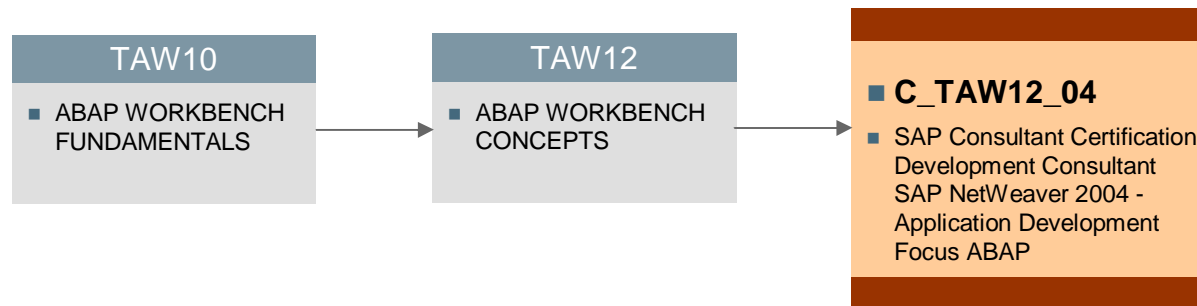 TAW10
■ ABAP WORKBENCH
FUNDAMENTALS
TAW12
■ ABAP WORKBENCH
CONCEPTS
■ C_TAW12_04
■ SAP Consultant Certification
Development Consultant
SAP NetWeaver 2004 -
Application Development
Focus ABAP